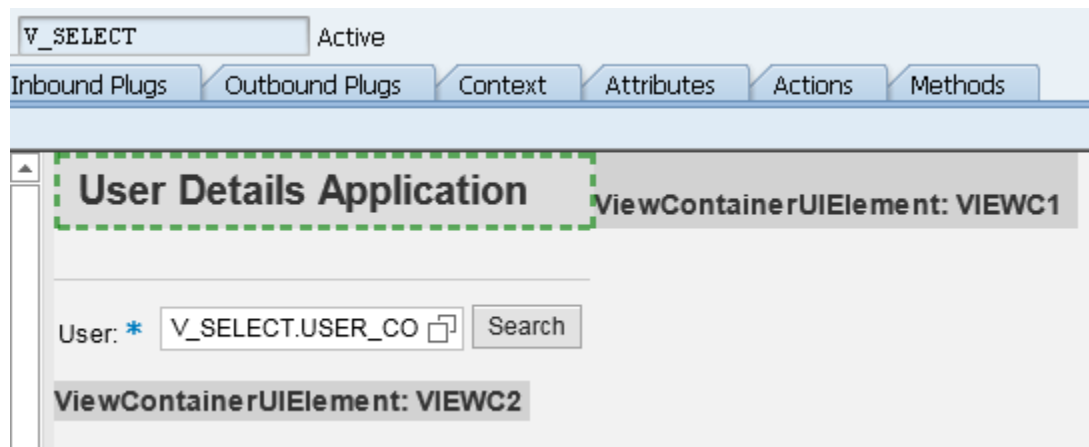 V_SELECT Active
Inbound Plugs Outbound Plugs Context Attributes Actions Methods
User Details Application
ViewContainerUIElement: VIEWC1
User: * V_SELECT.USER_CO Search
ViewContainerUIElement: VIEWC2